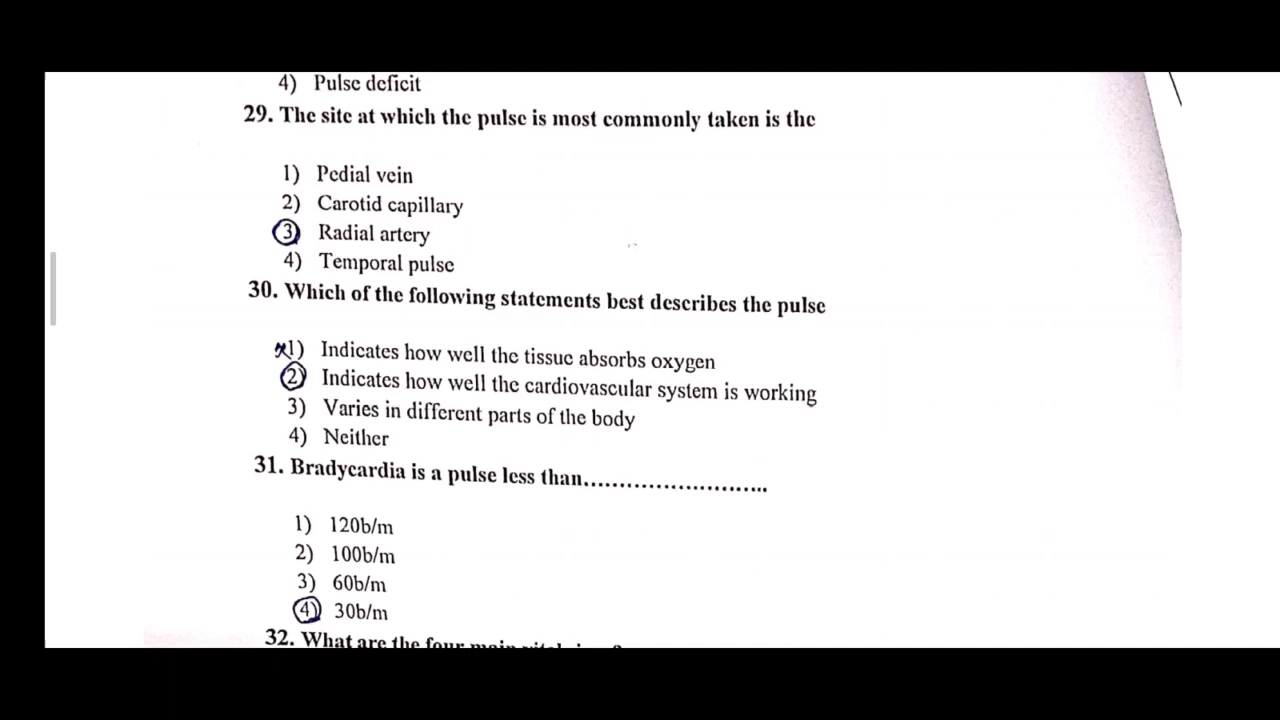 4) Pulse deficit
29. The site at which the pulse is most commonly taken is the
1) Pedial vein
2) Carotid capillary
3) Radial artery
4) Temporal pulse
30. Which of the following statements best describes the pulse
1) Indicates how well the tissue absorbs oxygen
2) Indicates how well the cardiovascular system is working
3) Varies in different parts of the body
4) Neither
31. Bradycardia is a pulse less than............................
1) 120b/m
2) 100b/m
3) 60b/m
4) 30b/m
32. What are the four main